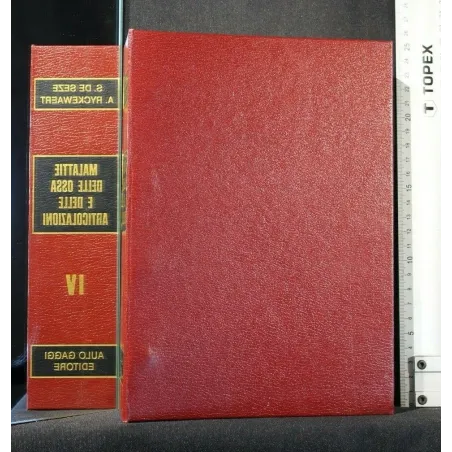 S. DE SEZE
A. RYCKEWAERT
MALATTIE
DELLE OSSA
E DELLE
ARTICOLAZIONI
IV
AULO GAGGI
EDITORE
TOPEX